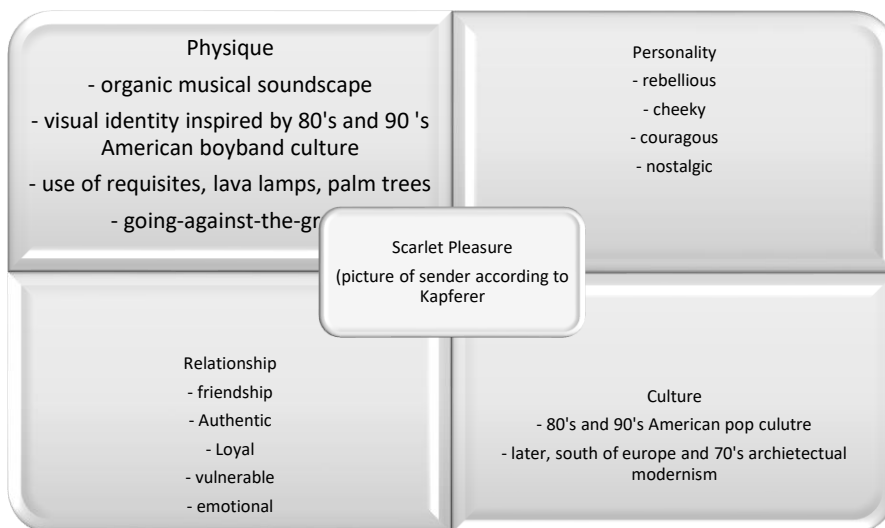 Physique
- organic musical soundscape
- visual identity inspired by 80's and 90 's
American boyband culture
- use of requisites, lava lamps, palm trees
- going-against-the-gr
Personality
- rebellious
- cheeky
- couragous
- nostalgic
Scarlet Pleasure
(picture of sender according to
Kapferer
Relationship
- friendship
- Authentic
- Loyal
- vulnerable
- emotional
Culture
- 80's and 90's American pop culutre
- later, south of europe and 70's archietectual
modernism